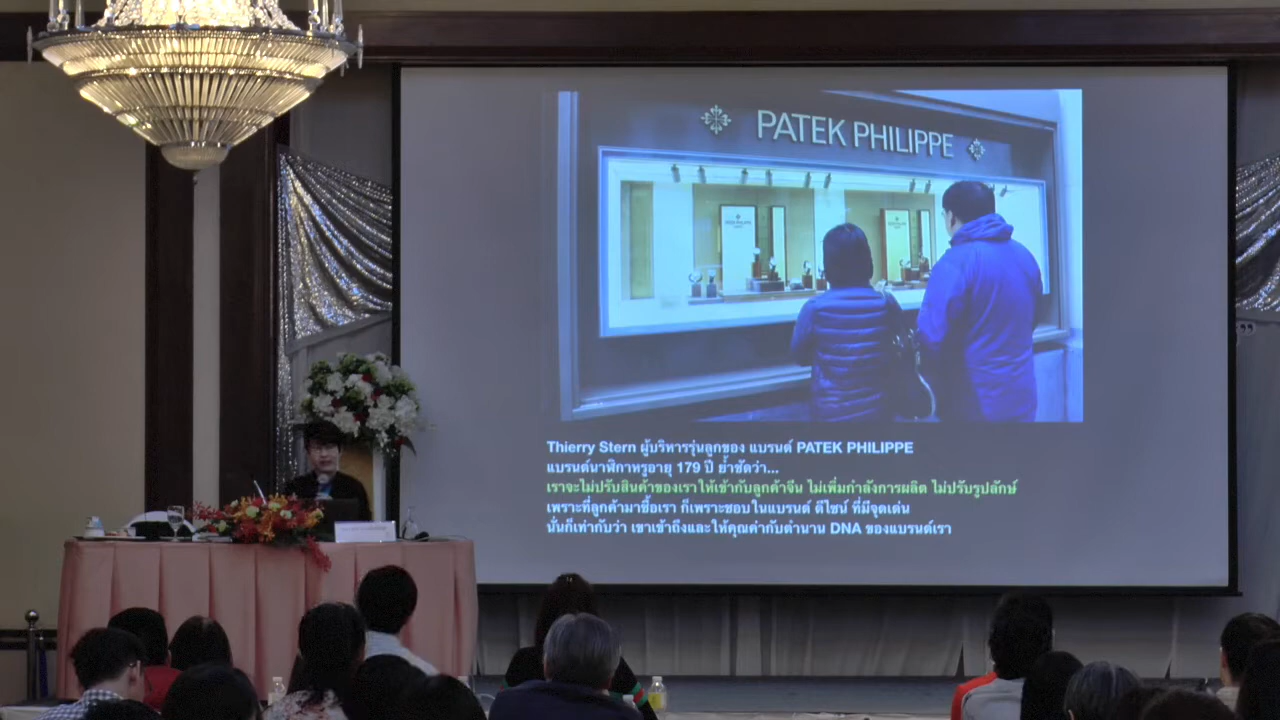 PATEK PHILIPPE
Thierry Stern ผู้บริหารรุ่นลูกของ แบรนด์ PATEK PHILIPPE
แบรนด์นาฬิกาหรูอายุ 179 ปี ย้ำชัดว่า...
เราจะไม่ปรับสินค้าของเราให้เข้ากับลูกค้าจีน ไม่เพิ่มกำลังการผลิต ไม่ปรับรูปลักษ์
เพราะที่ลูกค้ามาซื้อเรา ก็เพราะชอบในแบรนด์ ดีไซน์ ที่มีจุดเด่น
นั่นก็เท่ากับว่า เขาเข้าถึงและให้คุณค่ากับตำนาน DNA ของแบรนด์เรา